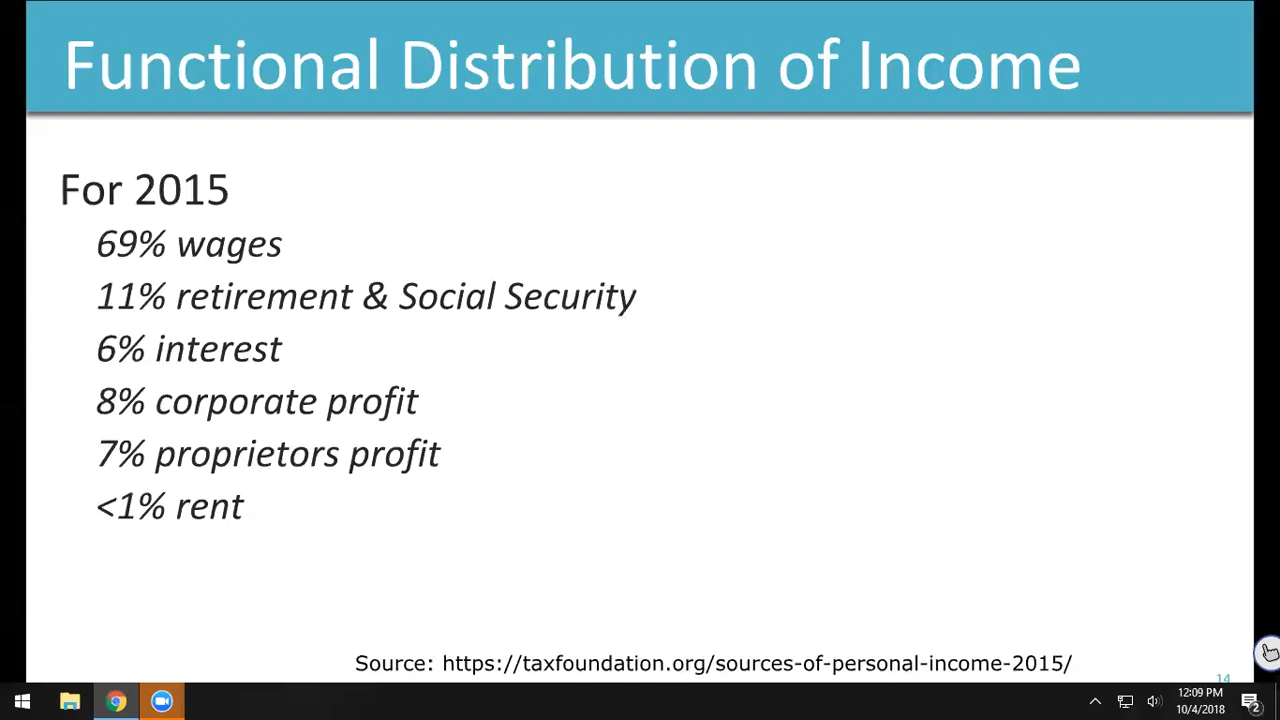 Functional Distribution of Income
For 2015
69% wages
11% retirement & Social Security
6% interest
8% corporate profit
7% proprietors profit
<1% rent
Source: https://taxfoundation.org/sources-of-personal-income-2015/
14
12:09 PM
10/4/2018
2